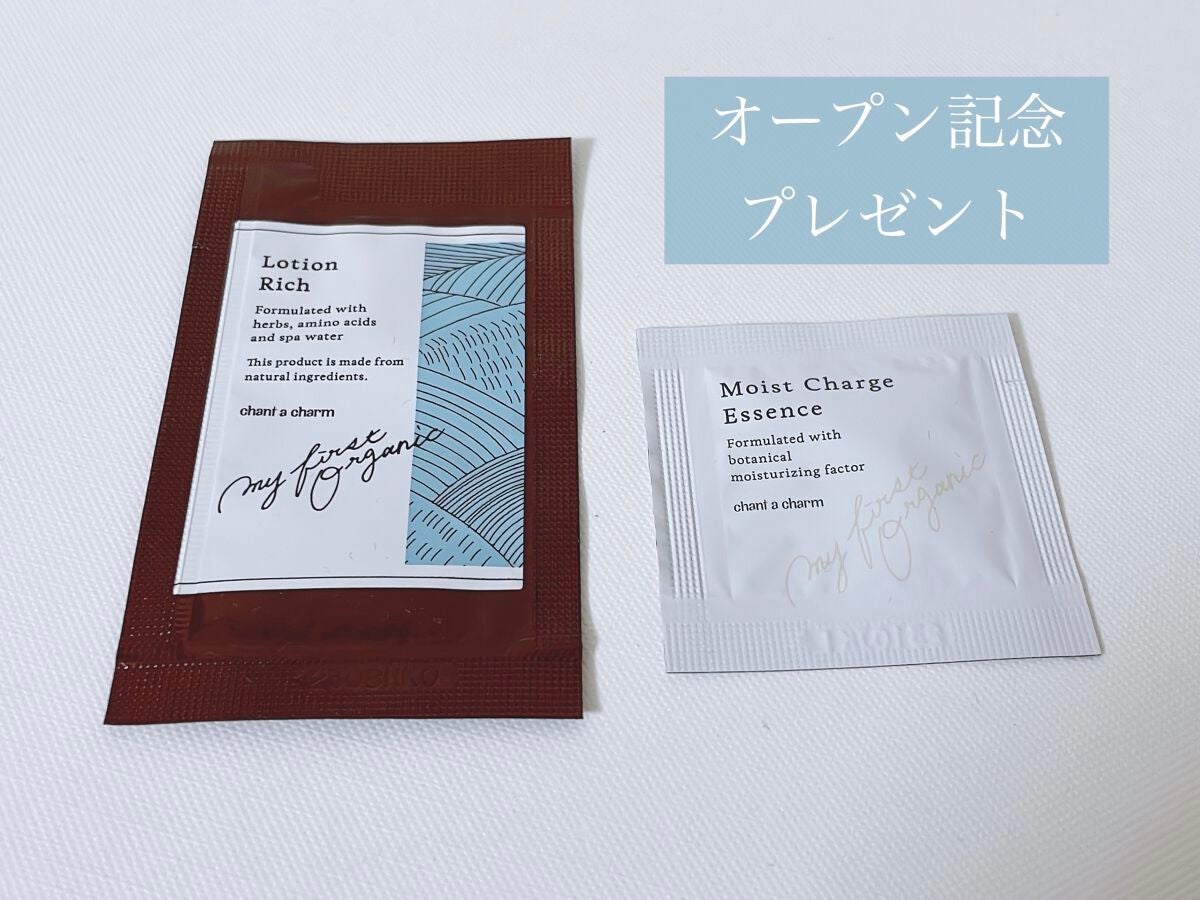 オープン記念
プレゼント
Lotion
Rich
Formulated with
herbs, amino acids
and spa water
This product is made from
natural ingredients.
chant a charm
my first
Organic
Moist Charge
Essence
Formulated with
botanical
moisturizing factor
chant a charm
my first
Organic